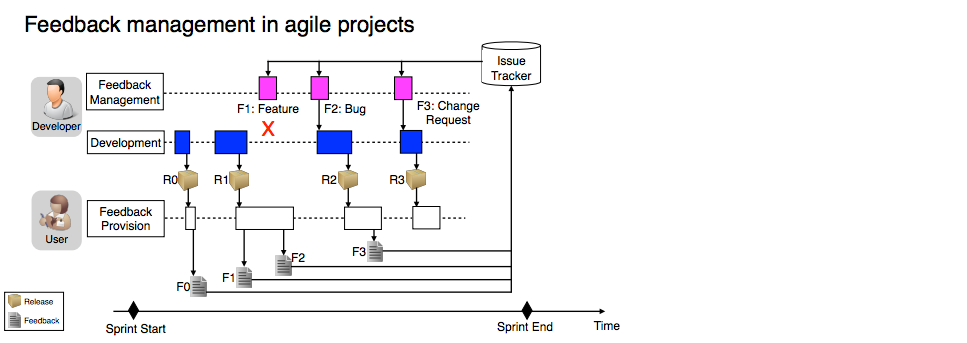 Feedback management in agile projects
Issue
Tracker
Feedback
Management
F1: Feature
F2: Bug
F3: Change
Request
Developer
X
Development
R0
R1
R2
R3
Feedback
Provision
User
F0
F1
F2
F3
Release
Feedback
Sprint Start
Sprint End
Time